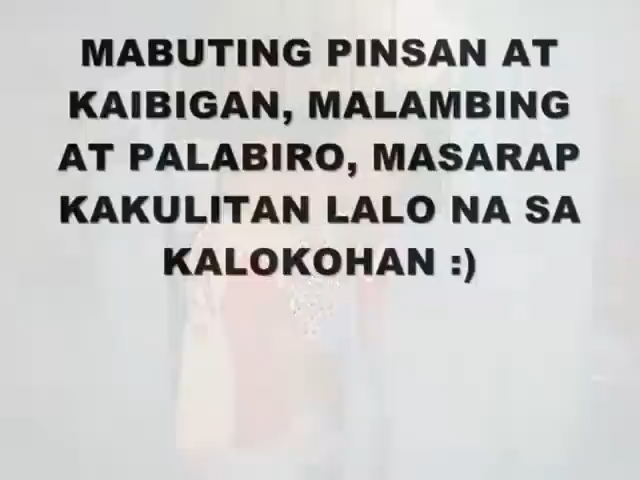 MABUTING PINSAN AT
KAIBIGAN, MALAMBING
AT PALABIRO, MASARAP
KAKULITAN LALO NA SA
KALOKOHAN :)